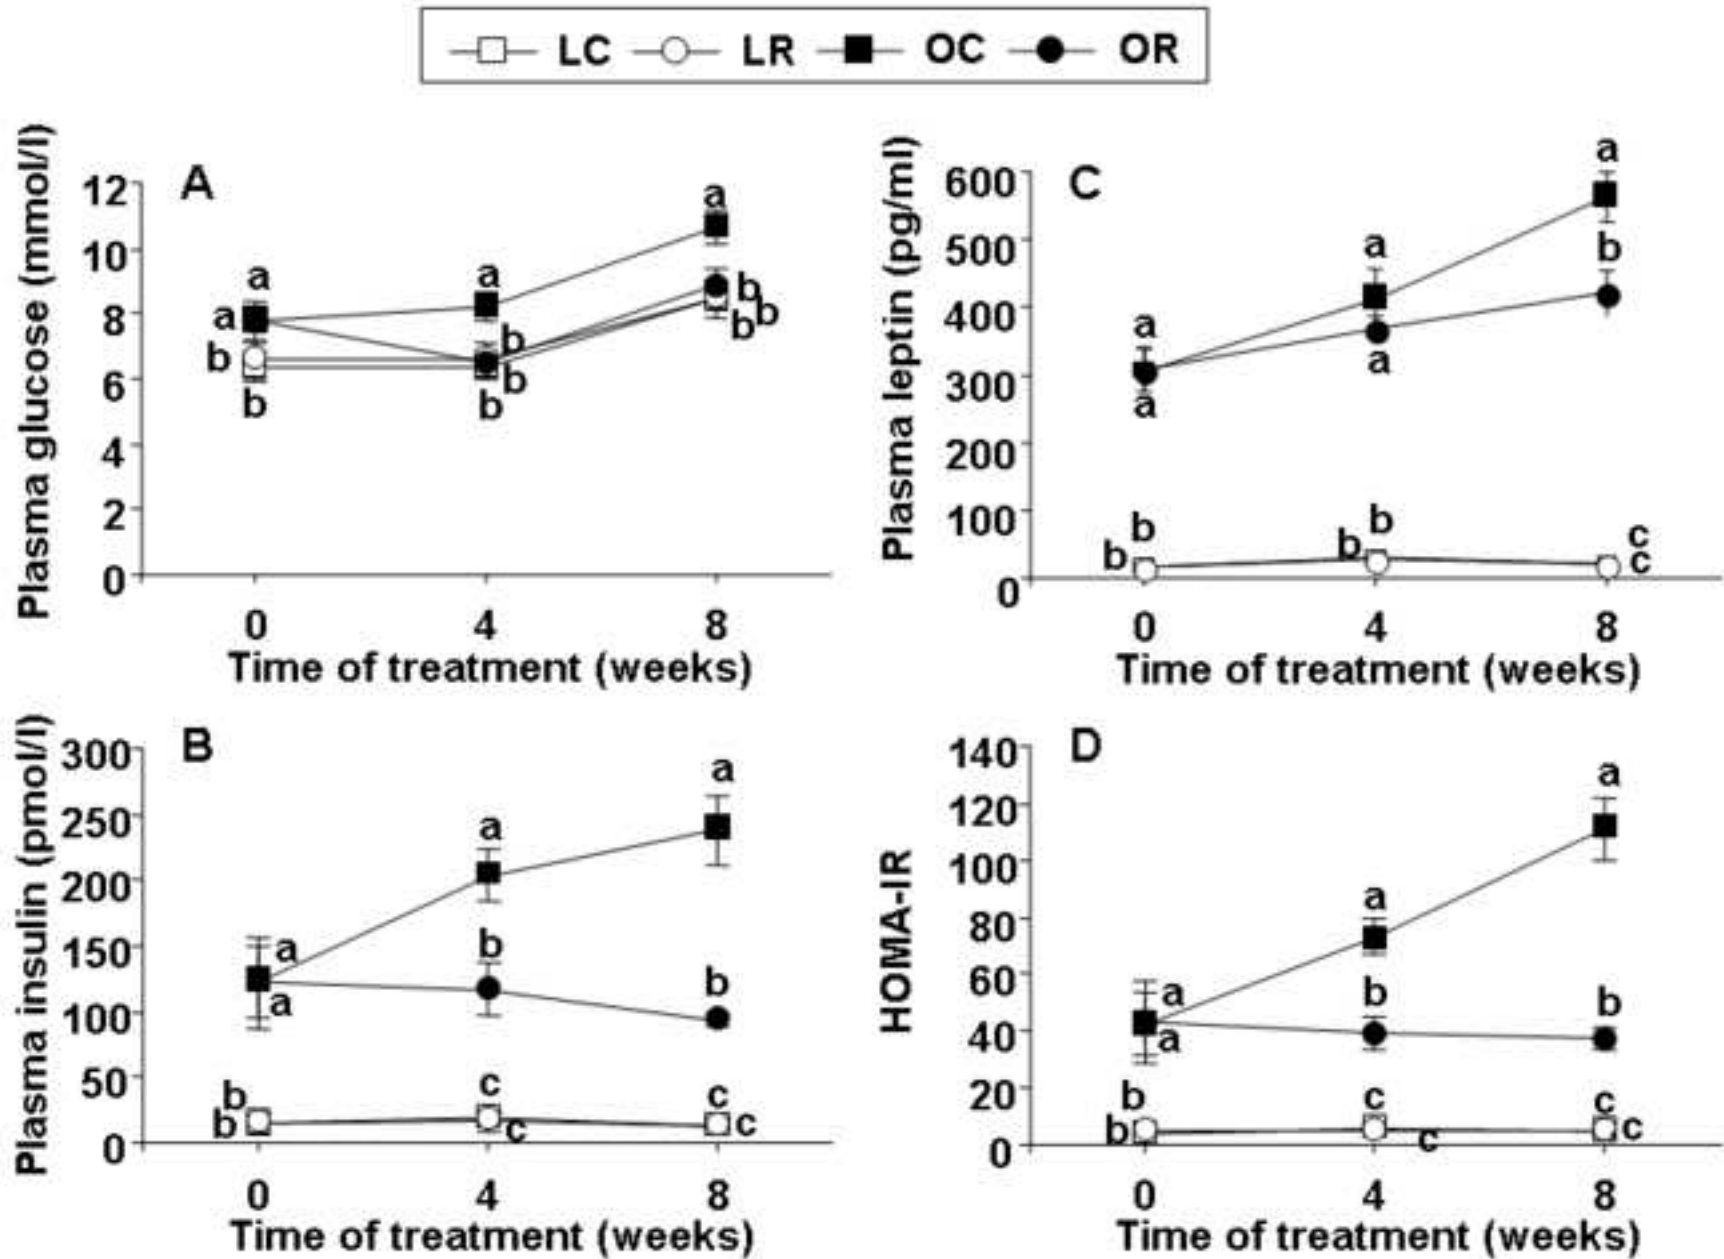 LC LR OC OR
A
Plasma glucose (mmol/l)
12
10
8
6
4
2
0
a
a
a
a
b
b
b
b
b
a
b
b
b
0 4 8
Time of treatment (weeks)
C
Plasma leptin (pg/ml)
600
500
400
300
200
100
0
a
a
a
a
a
b
b
b
b
b
c
c
0 4 8
Time of treatment (weeks)
B
Plasma insulin (pmol/l)
300
250
200
150
100
50
0
a
a
a
a
b
b
b
b
c
c
c
c
0 4 8
Time of treatment (weeks)
D
HOMA-IR
140
120
100
80
60
40
20
0
a
a
a
a
b
b
b
b
c
c
c
c
0 4 8
Time of treatment (weeks)